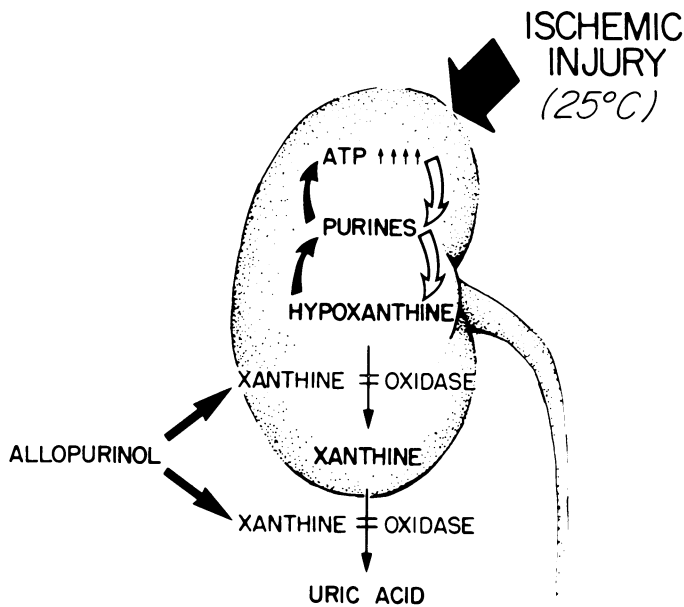 ISCHEMIC
INJURY
(25°C)
ATP
PURINES
HYPOXANTHINE
XANTHINE OXIDASE
ALLOPURINOL
XANTHINE
XANTHINE OXIDASE
URIC ACID